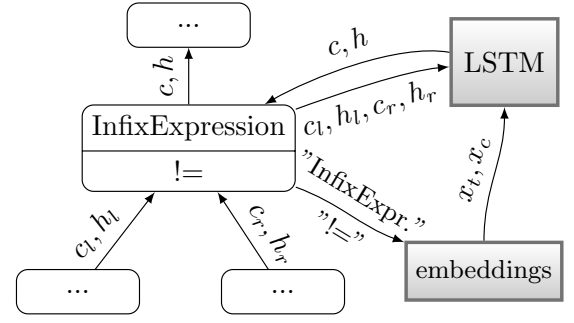 ...
c, h
c, h
LSTM
InfixExpression
!=
c_l, h_l, c_r, h_r
"InfixExpr."
"!="
x_t, x_c
c_l, h_l
c_r, h_r
embeddings
...
...